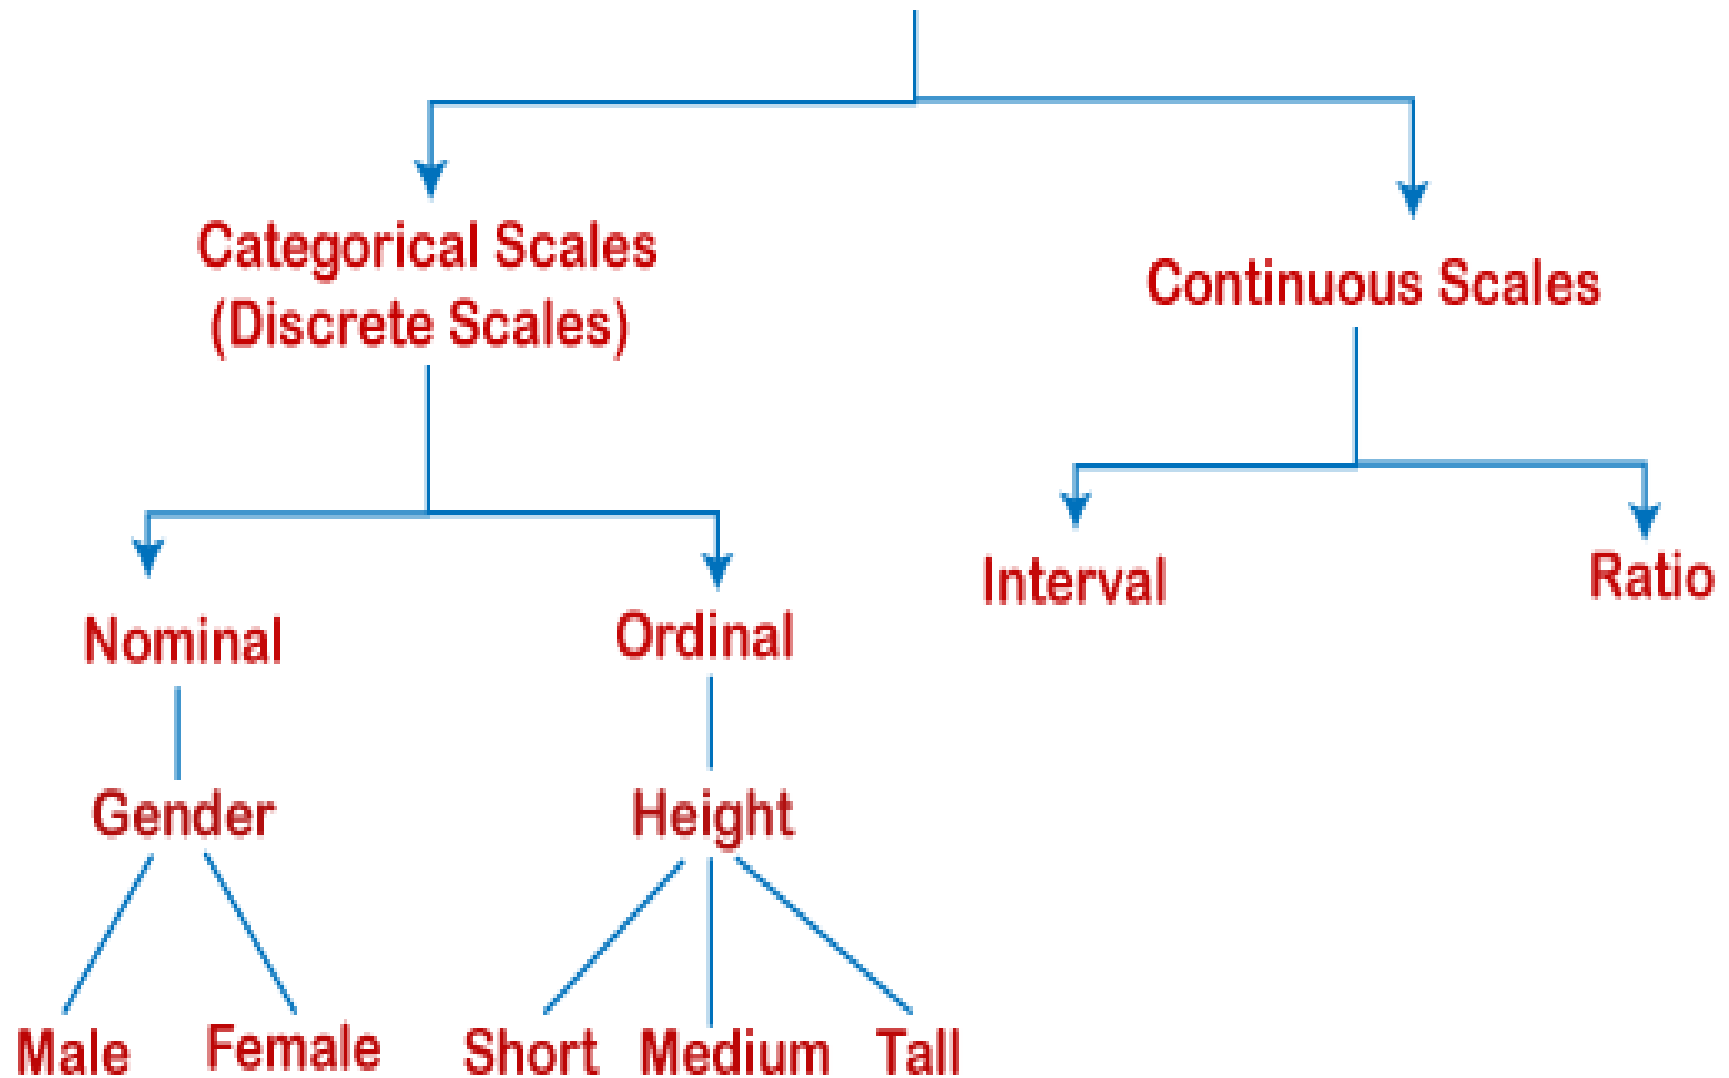 Categorical Scales
(Discrete Scales)
Continuous Scales
Interval
Ratio
Nominal
Ordinal
Gender
Height
Male
Female
Short
Medium
Tall